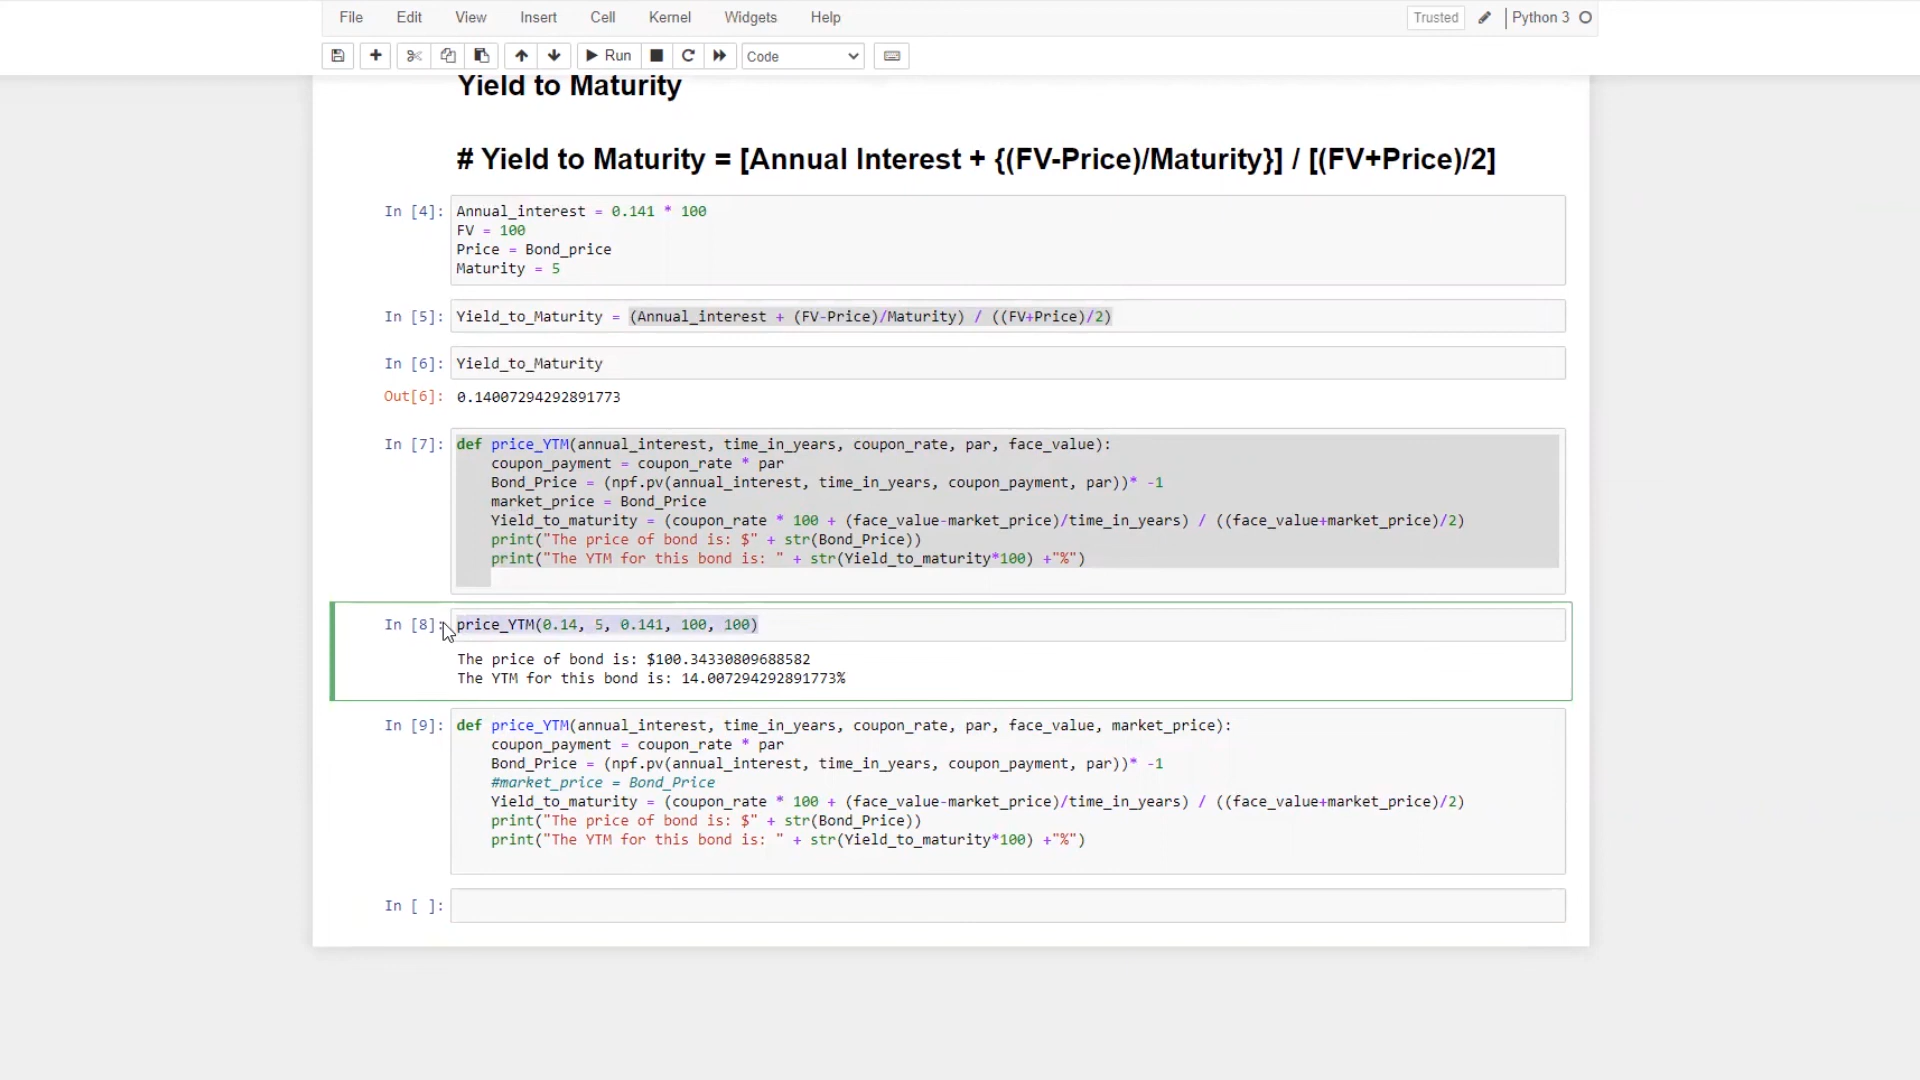 File Edit View Insert Cell Kernel Widgets Help Trusted Python 3
Run Code
Yield to Maturity
# Yield to Maturity = [Annual Interest + {(FV-Price)/Maturity}] / [(FV+Price)/2]
In [4]: Annual_interest = 0.141 * 100
FV = 100
Price = Bond_price
Maturity = 5
In [5]: Yield_to_Maturity = (Annual_interest + (FV-Price)/Maturity) / ((FV+Price)/2)
In [6]: Yield_to_Maturity
Out[6]: 0.14007294292891773
In [7]: def price_YTM(annual_interest, time_in_years, coupon_rate, par, face_value):
coupon_payment = coupon_rate * par
Bond_Price = (npf.pv(annual_interest, time_in_years, coupon_payment, par))* -1
market_price = Bond_Price
Yield_to_maturity = (coupon_rate * 100 + (face_value-market_price)/time_in_years) / ((face_value+market_price)/2)
print("The price of bond is: $" + str(Bond_Price))
print("The YTM for this bond is: " + str(Yield_to_maturity*100) +"%")
In [8]: price_YTM(0.14, 5, 0.141, 100, 100)
The price of bond is: $100.34330809688582
The YTM for this bond is: 14.007294292891773%
In [9]: def price_YTM(annual_interest, time_in_years, coupon_rate, par, face_value, market_price):
coupon_payment = coupon_rate * par
Bond_Price = (npf.pv(annual_interest, time_in_years, coupon_payment, par))* -1
#market_price = Bond_Price
Yield_to_maturity = (coupon_rate * 100 + (face_value-market_price)/time_in_years) / ((face_value+market_price)/2)
print("The price of bond is: $" + str(Bond_Price))
print("The YTM for this bond is: " + str(Yield_to_maturity*100) +"%")
In [ ]: